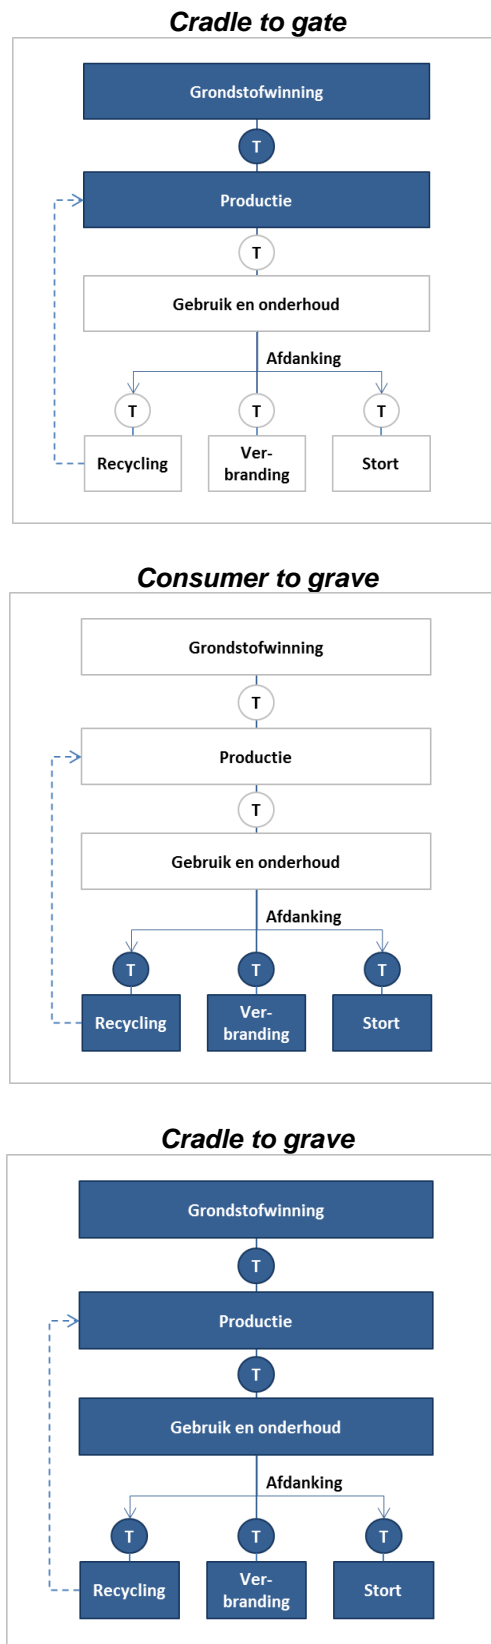 Cradle to gate
Grondstofwinning
T
Productie
T
Gebruik en onderhoud
Afdanking
T T T
Recycling
Ver-
branding
Stort
Consumer to grave
Grondstofwinning
T
Productie
T
Gebruik en onderhoud
Afdanking
T T T
Recycling
Ver-
branding
Stort
Cradle to grave
Grondstofwinning
T
Productie
T
Gebruik en onderhoud
Afdanking
T T T
Recycling
Ver-
branding
Stort